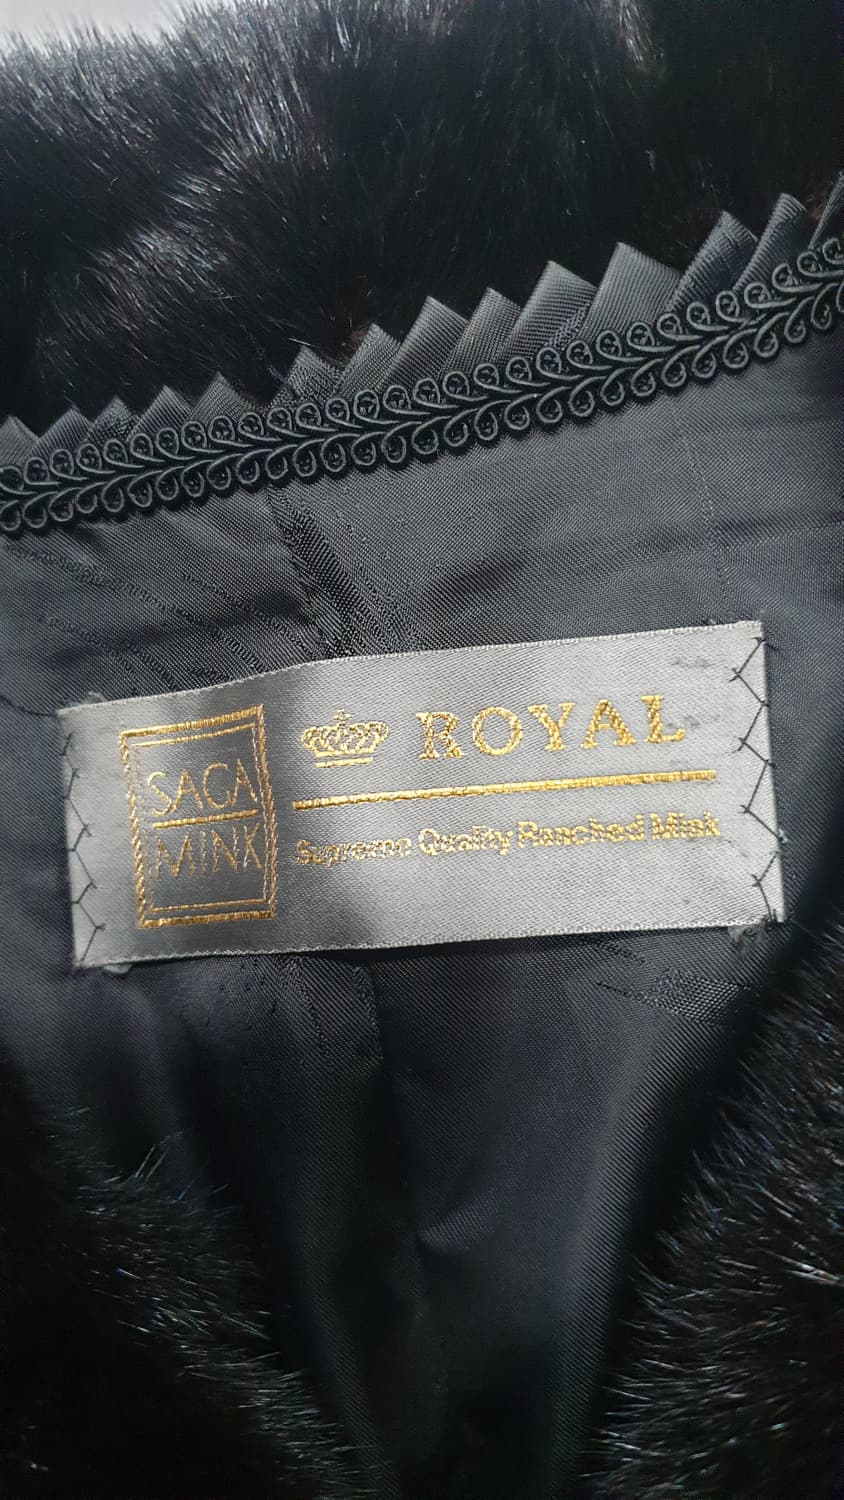 SAGA
MINK
ROYAL
Supreme Quality Ranched Mink